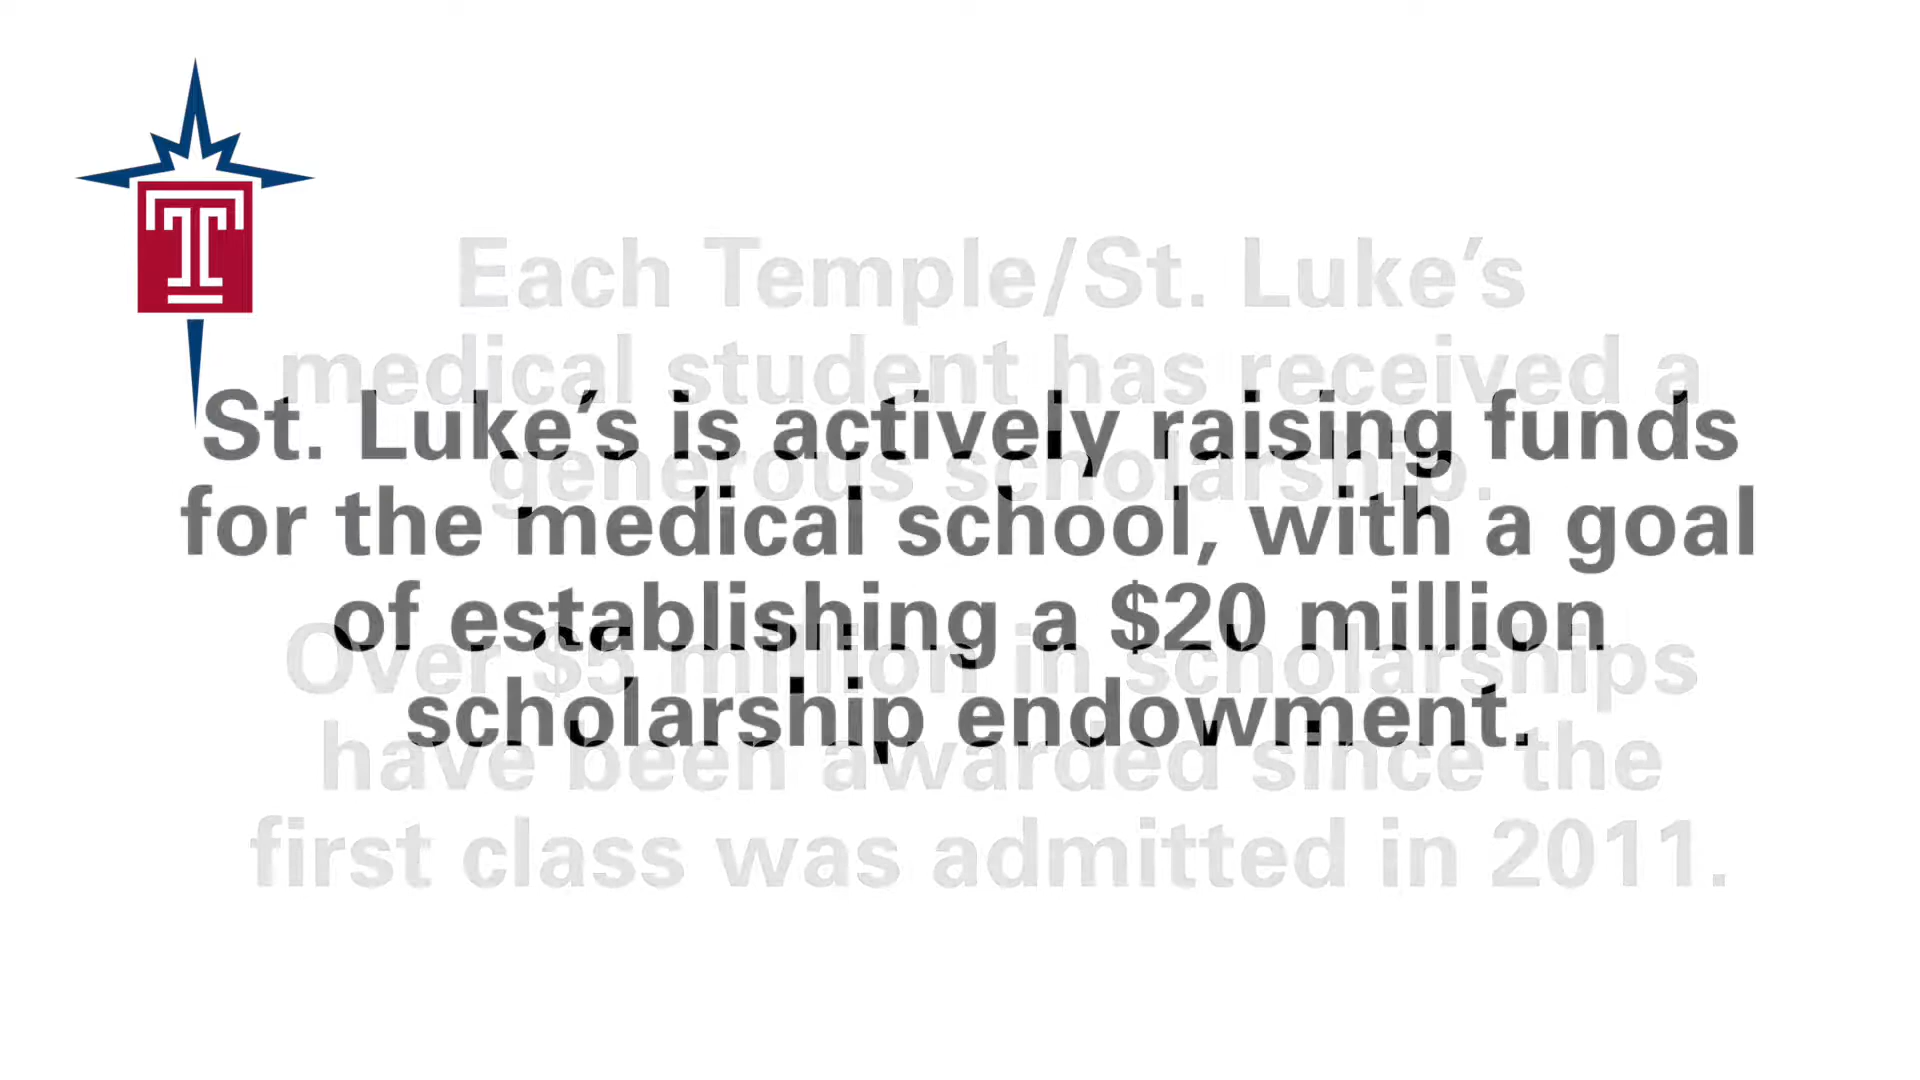 T
Each Temple/St. Luke’s
medical student has received a
generous scholarship.
St. Luke’s is actively raising funds
for the medical school, with a goal
of establishing a $20 million
scholarship endowment.
Over $5 million in scholarships
have been awarded since the
first class was admitted in 2011.